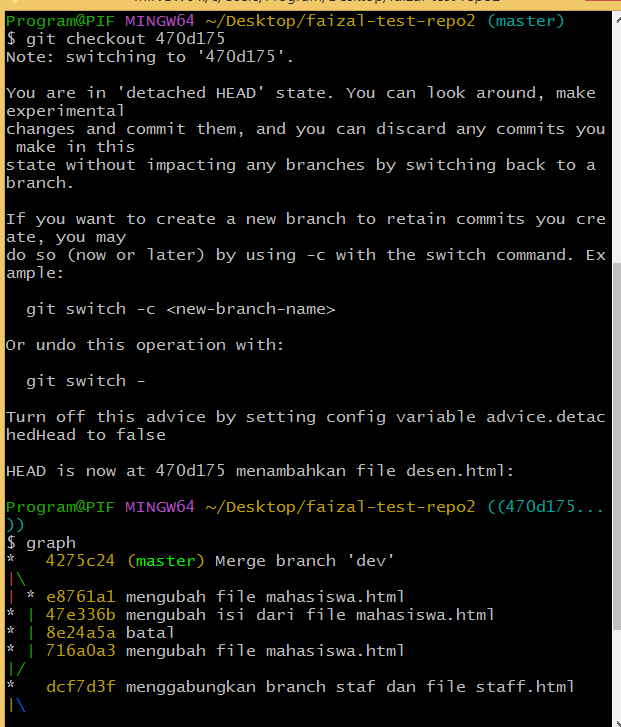 Program@PIF MINGW64 ~/Desktop/faizal-test-repo2 (master)
$ git checkout 470d175
Note: switching to '470d175'.
You are in 'detached HEAD' state. You can look around, make
experimental
changes and commit them, and you can discard any commits you
 make in this
state without impacting any branches by switching back to a
branch.
If you want to create a new branch to retain commits you cre
ate, you may
do so (now or later) by using -c with the switch command. Ex
ample:
  git switch -c <new-branch-name>
Or undo this operation with:
  git switch -
Turn off this advice by setting config variable advice.detac
hedHead to false
HEAD is now at 470d175 menambahkan file desen.html:
Program@PIF MINGW64 ~/Desktop/faizal-test-repo2 ((470d175...
))
$ graph
*   4275c24 (master) Merge branch 'dev'
|\
| * e8761a1 mengubah file mahasiswa.html
* | 47e336b mengubah isi dari file mahasiswa.html
* | 8e24a5a batal
* | 716a0a3 mengubah file mahasiswa.html
|/
*   dcf7d3f menggabungkan branch staf dan file staff.html
|\